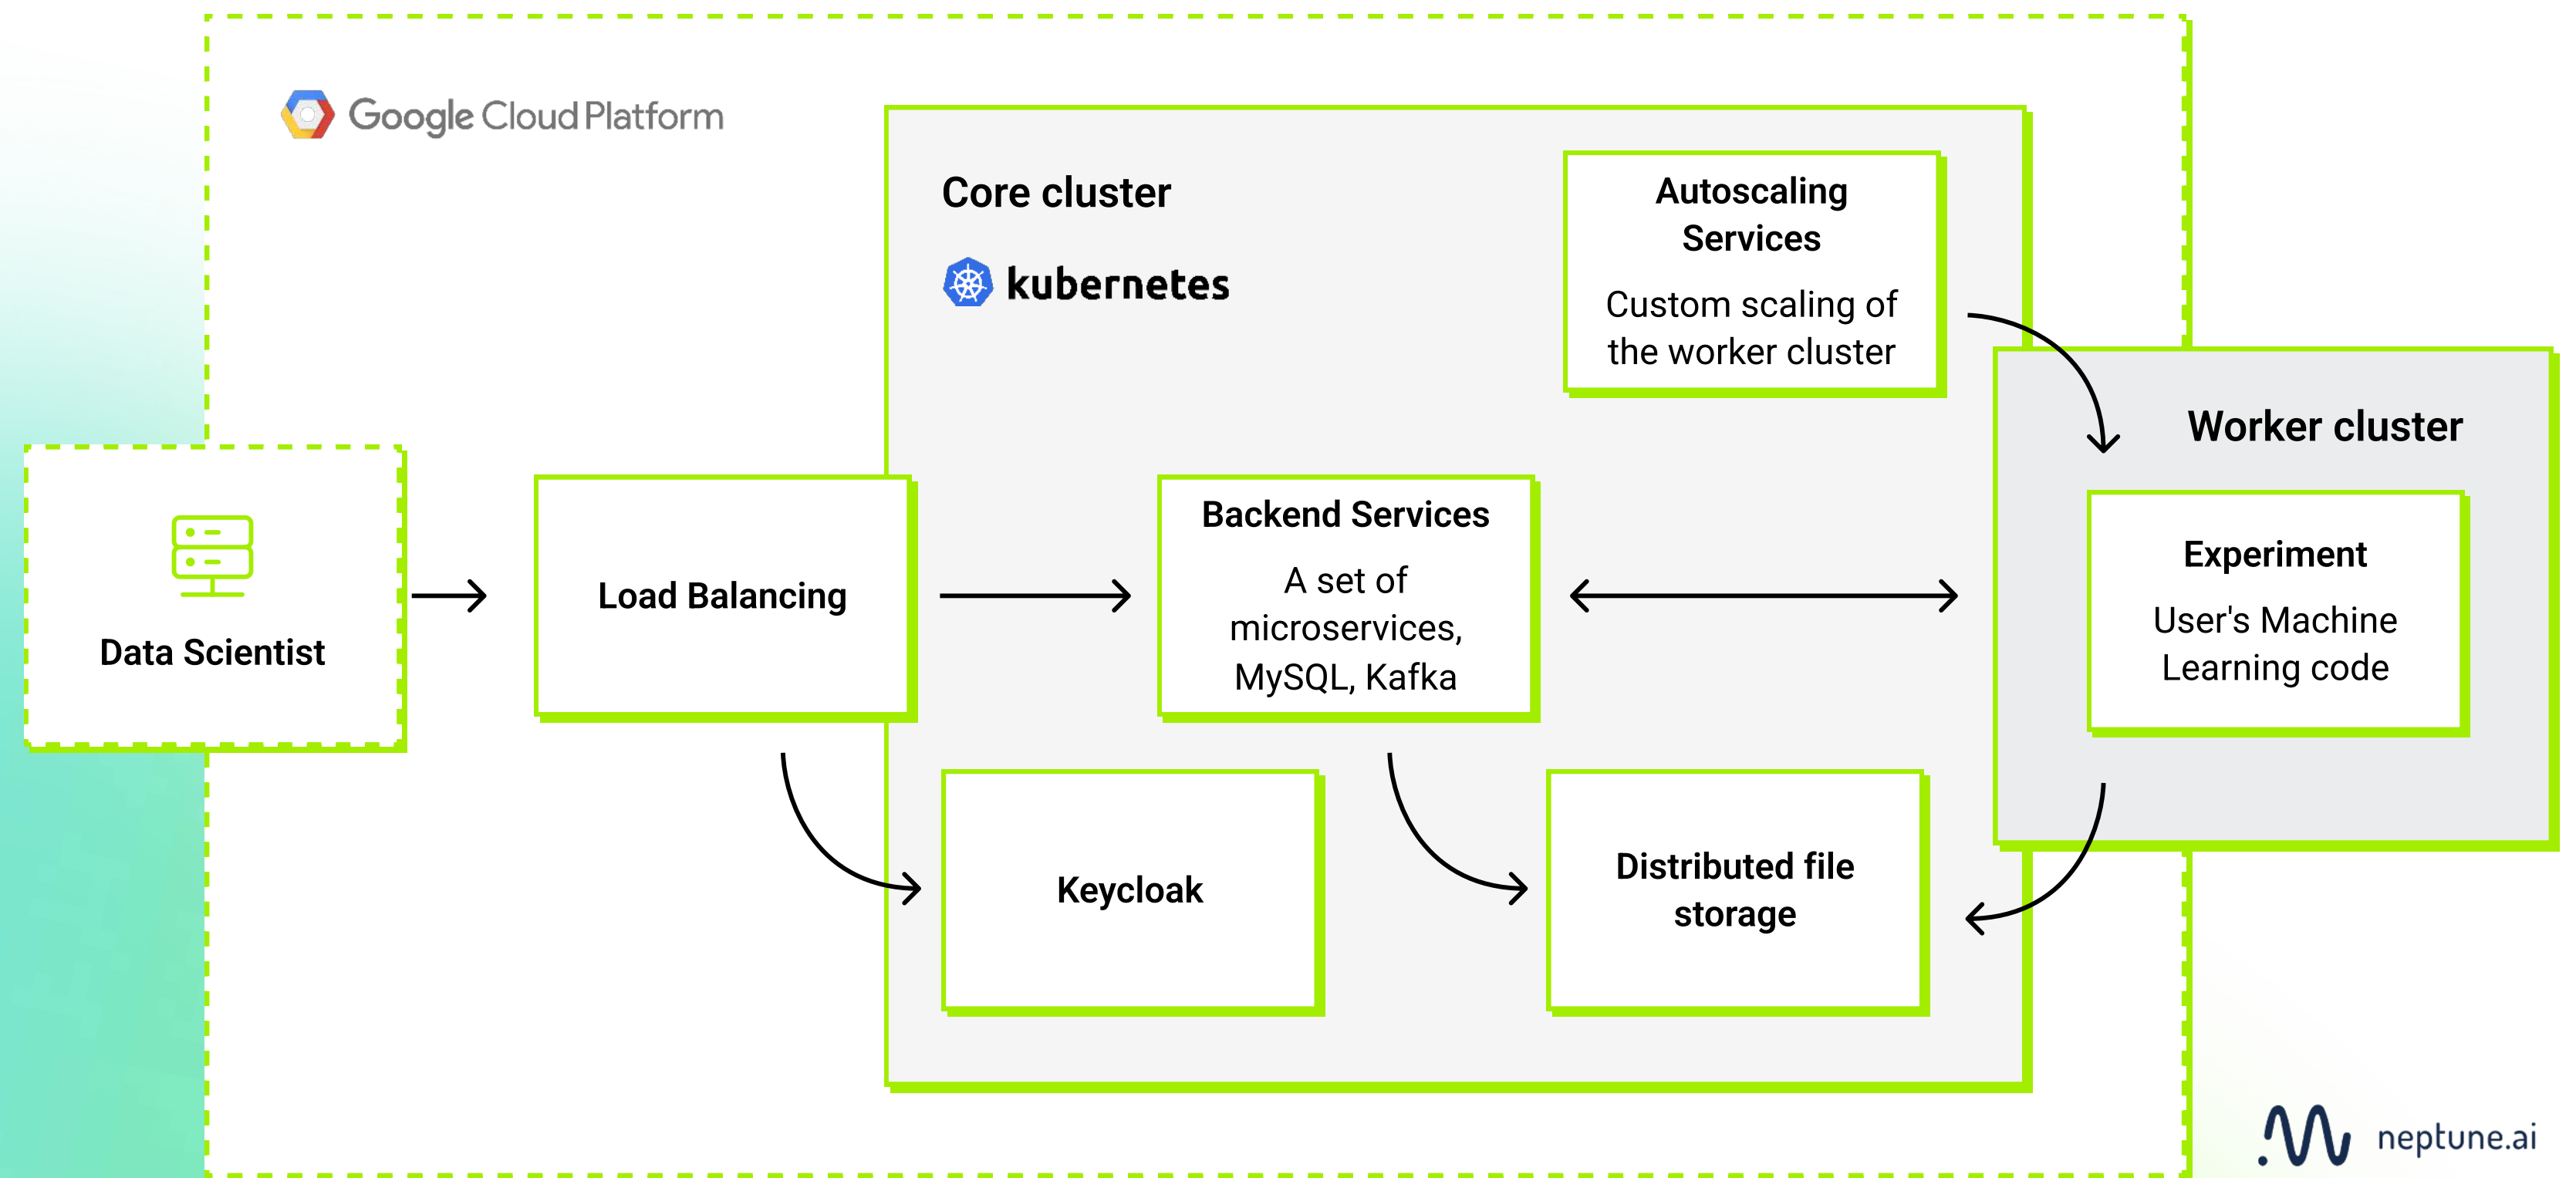 Google Cloud Platform
Core cluster
kubernetes
Autoscaling
Services
Custom scaling of
the worker cluster
Worker cluster
Data Scientist
Load Balancing
Backend Services
A set of
microservices,
MySQL, Kafka
Experiment
User's Machine
Learning code
Keycloak
Distributed file
storage
neptune.ai